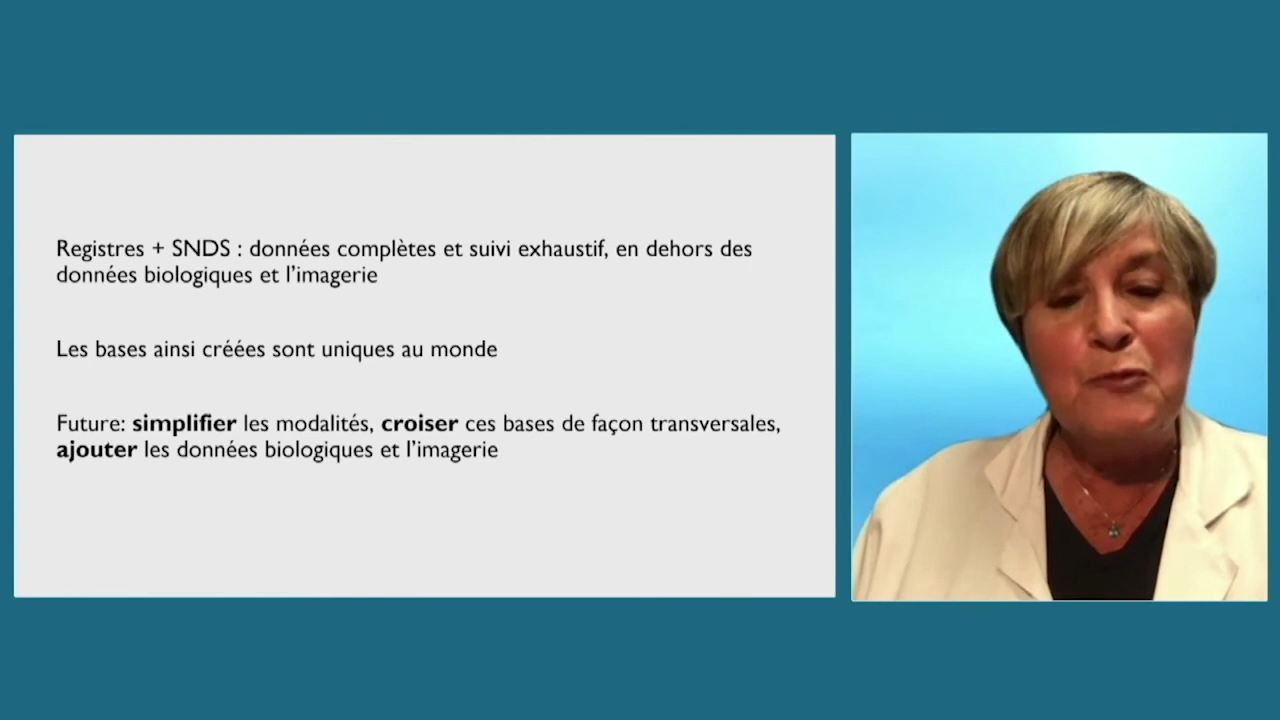 Registres + SNDS : données complètes et suivi exhaustif, en dehors des
données biologiques et l’imagerie
Les bases ainsi créées sont uniques au monde
Future: simplifier les modalités, croiser ces bases de façon transversales,
ajouter les données biologiques et l’imagerie